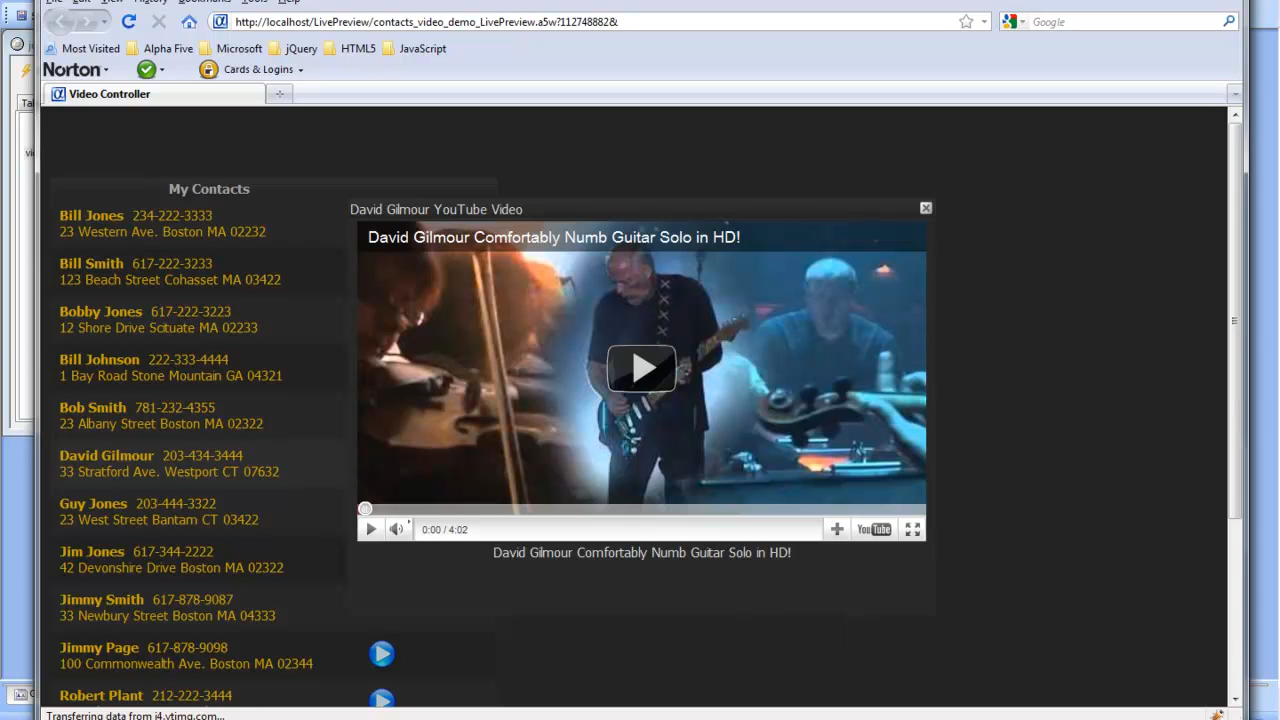 File Edit View History Bookmarks Tools Help
http://localhost/LivePreview/contacts_video_demo_LivePreview.a5w?112748882&
Google
Most Visited Alpha Five Microsoft jQuery HTML5 JavaScript
Norton Cards & Logins
Video Controller
My Contacts
Bill Jones 234-222-3333
23 Western Ave. Boston MA 02232
Bill Smith 617-222-3233
123 Beach Street Cohasset MA 03422
Bobby Jones 617-222-3223
12 Shore Drive Scituate MA 02233
Bill Johnson 222-333-4444
1 Bay Road Stone Mountain GA 04321
Bob Smith 781-232-4355
23 Albany Street Boston MA 02322
David Gilmour 203-434-3444
33 Stratford Ave. Westport CT 07632
Guy Jones 203-444-3322
23 West Street Bantam CT 03422
Jim Jones 617-344-2222
42 Devonshire Drive Boston MA 02322
Jimmy Smith 617-878-9087
33 Newbury Street Boston MA 04333
Jimmy Page 617-878-9098
100 Commonwealth Ave. Boston MA 02344
Robert Plant 212-222-3444
David Gilmour YouTube Video
David Gilmour Comfortably Numb Guitar Solo in HD!
0:00 / 4:02
YouTube
David Gilmour Comfortably Numb Guitar Solo in HD!
Transferring data from i4.ytimg.com...